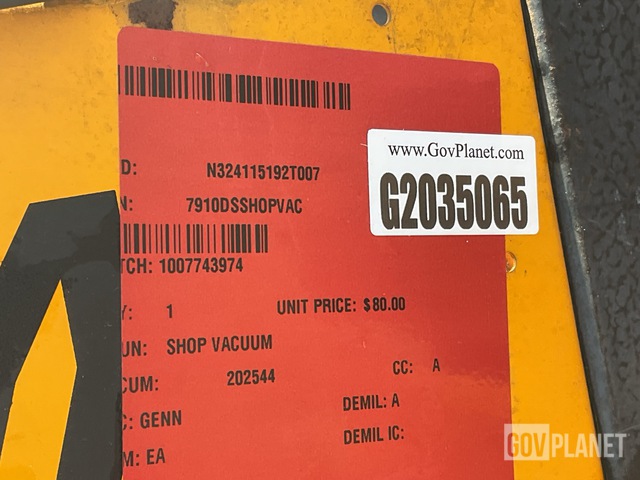 www.GovPlanet.com
G2035065
D: N324115192T007
N: 7910DSSHOPVAC
TCH: 1007743974
Y: 1 UNIT PRICE: $80.00
UN: SHOP VACUUM
CUM: 202544 CC: A
C: GENN DEMIL: A
M: EA DEMIL IC:
GOVPLANET